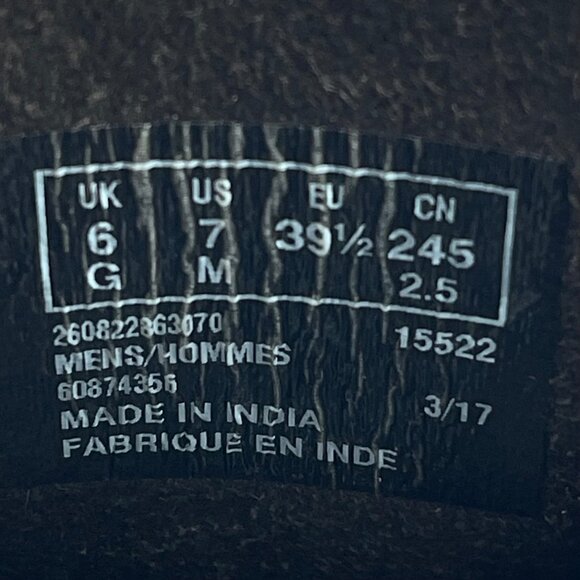 UK US EU CN
6 7 39½ 245
G M 2.5
260822863070 15522
MENS/HOMMES
60874356
MADE IN INDIA 3/17
FABRIQUE EN INDE